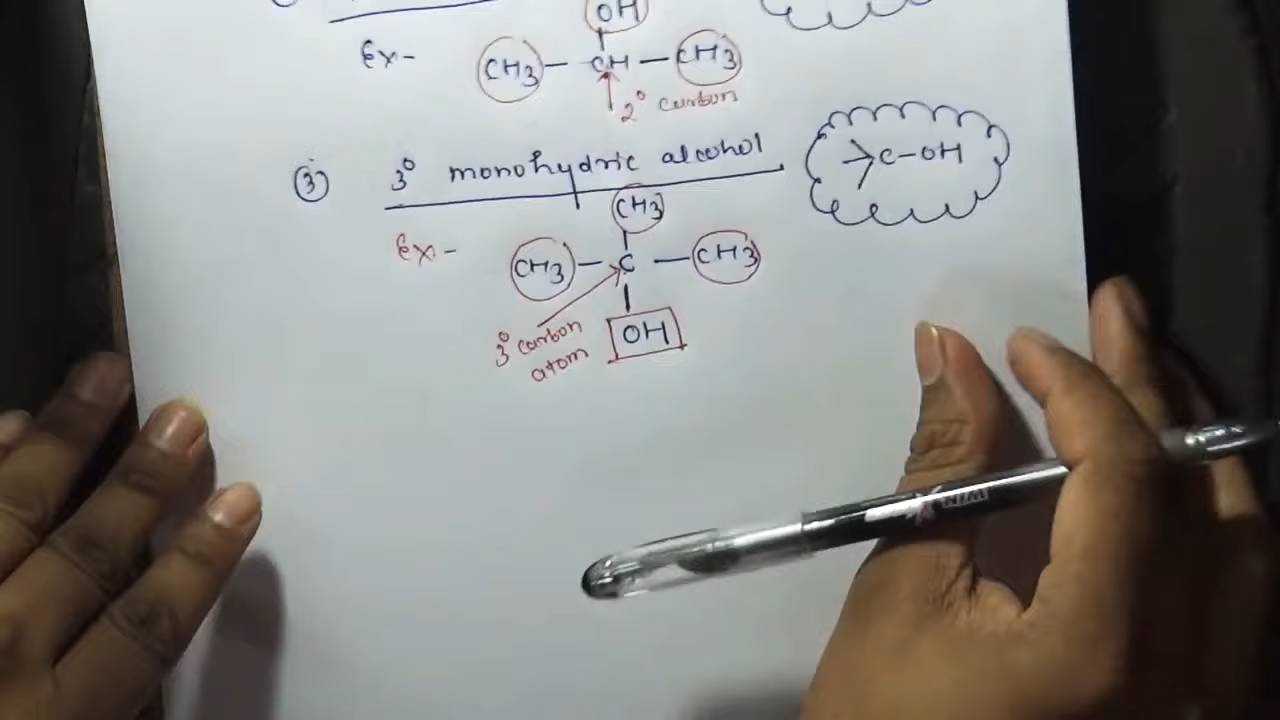 OH
Ex- CH3 - CH - CH3
2° carbon
③ 3° monohydric alcohol
C-OH
CH3
Ex - CH3 - C - CH3
OH
3° carbon
atom
WIN